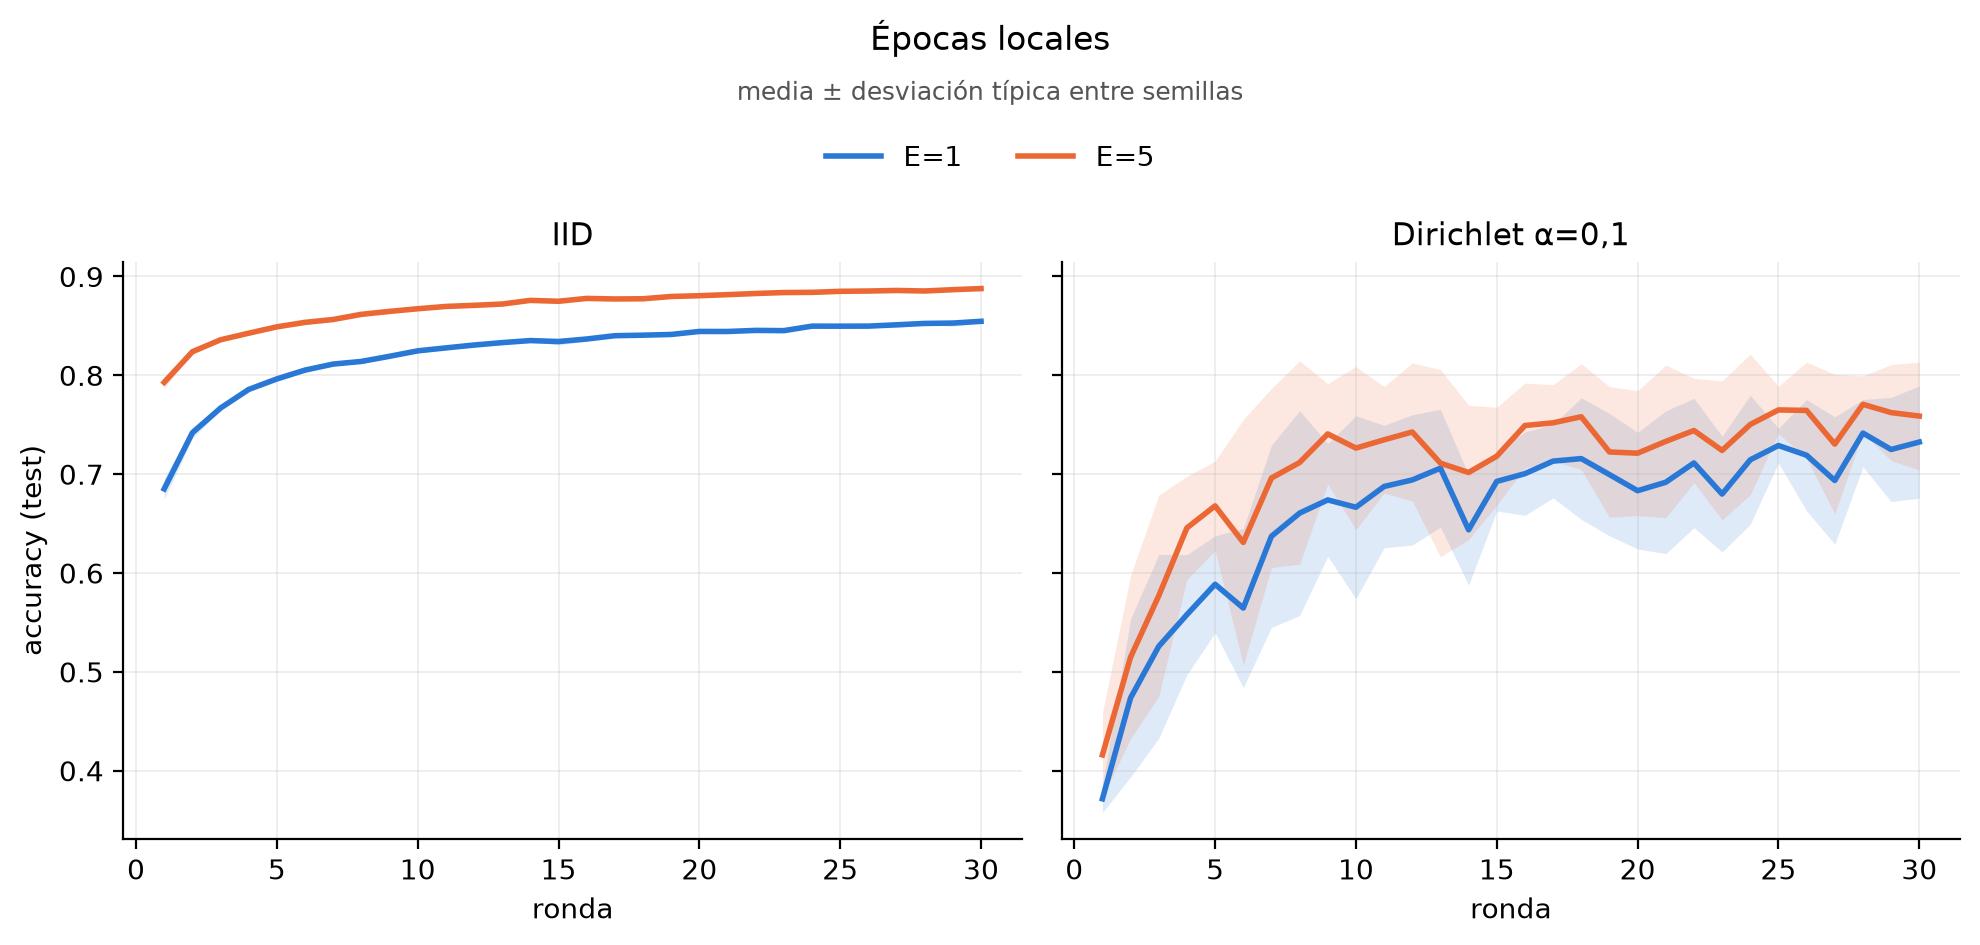 Épocas locales
media ± desviación típica entre semillas
E=1 E=5
IID
Dirichlet α=0,1
accuracy (test)
0.9
0.8
0.7
0.6
0.5
0.4
0 5 10 15 20 25 30
0 5 10 15 20 25 30
ronda
ronda